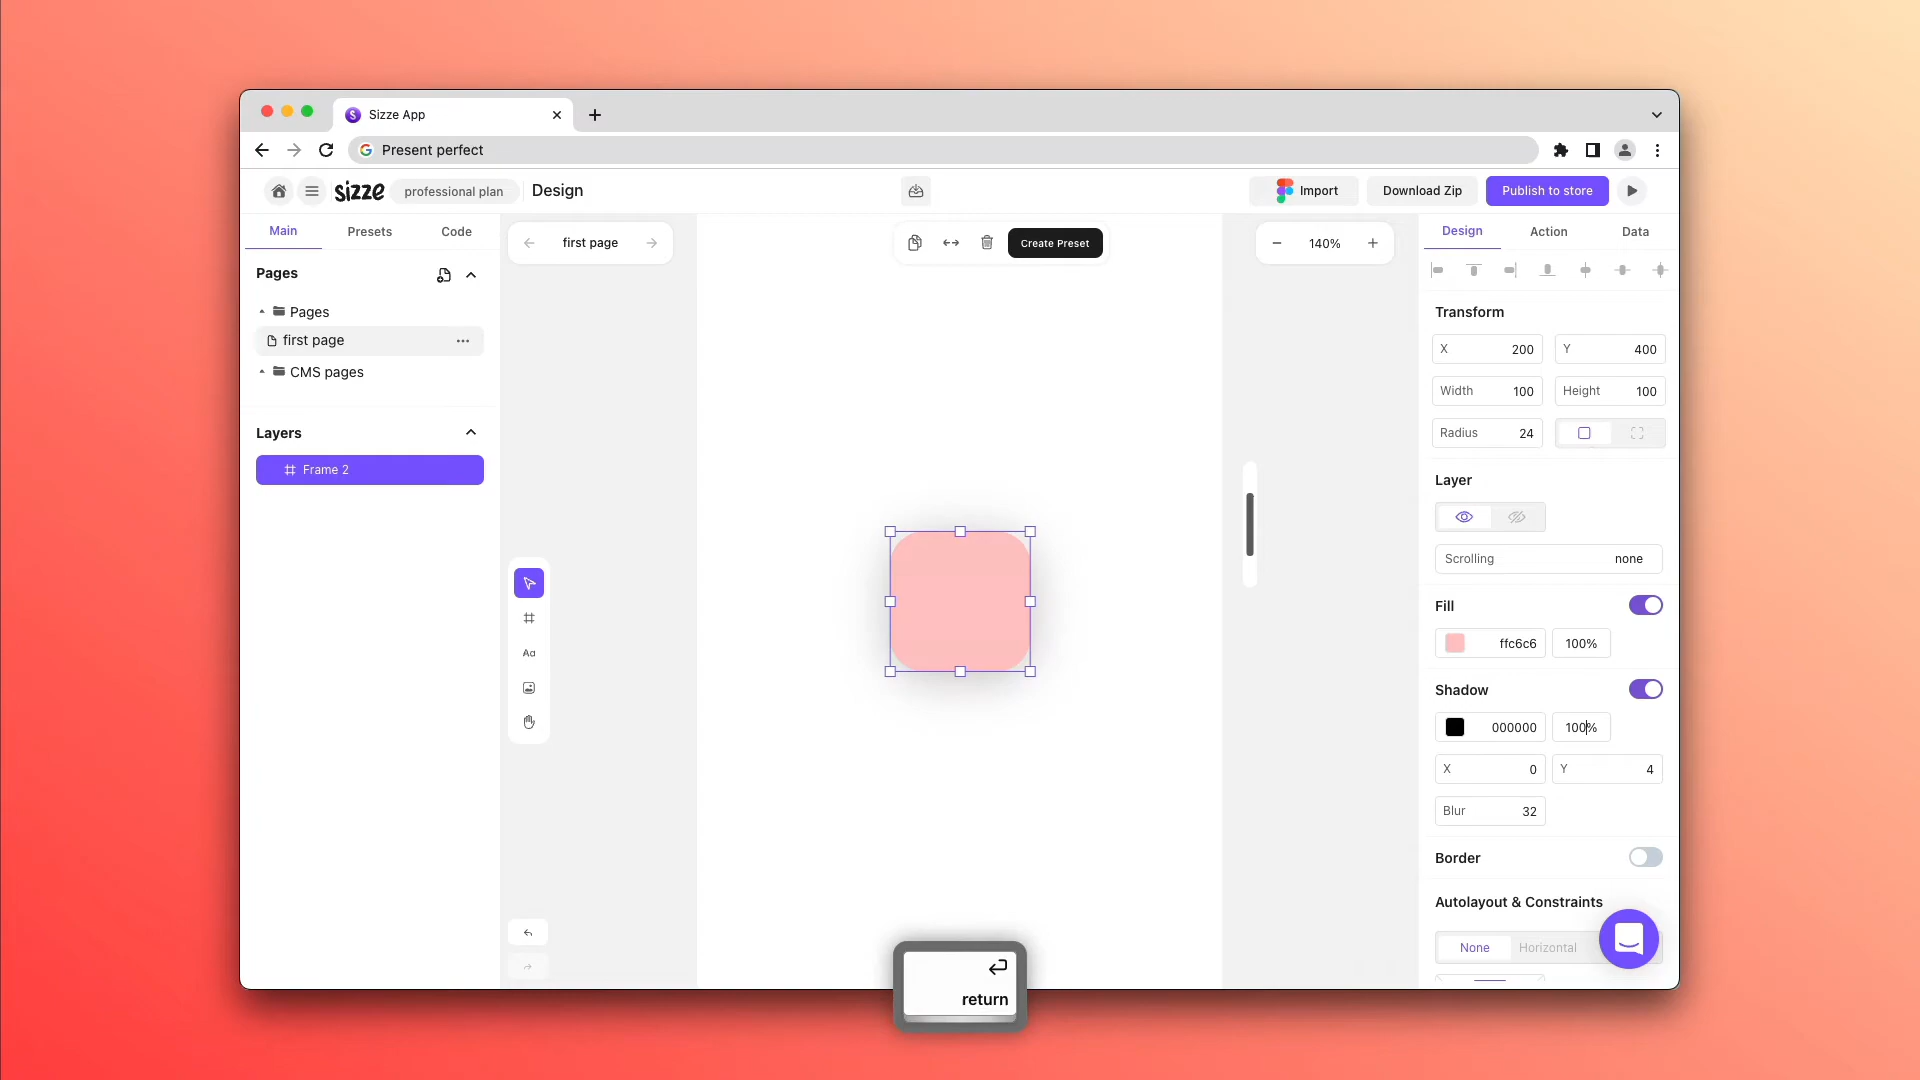 Sizze App
Present perfect
sizze
professional plan
Design
Import
Download Zip
Publish to store
Main
Presets
Code
first page
Create Preset
140%
Design
Action
Data
Pages
Pages
first page
CMS pages
Layers
Frame 2
Aa
Transform
X 200 Y 400
Width 100 Height 100
Radius 24
Layer
Scrolling none
Fill
ffc6c6 100%
Shadow
000000 100%
X 0 Y 4
Blur 32
Border
Autolayout & Constraints
None Horizontal
return